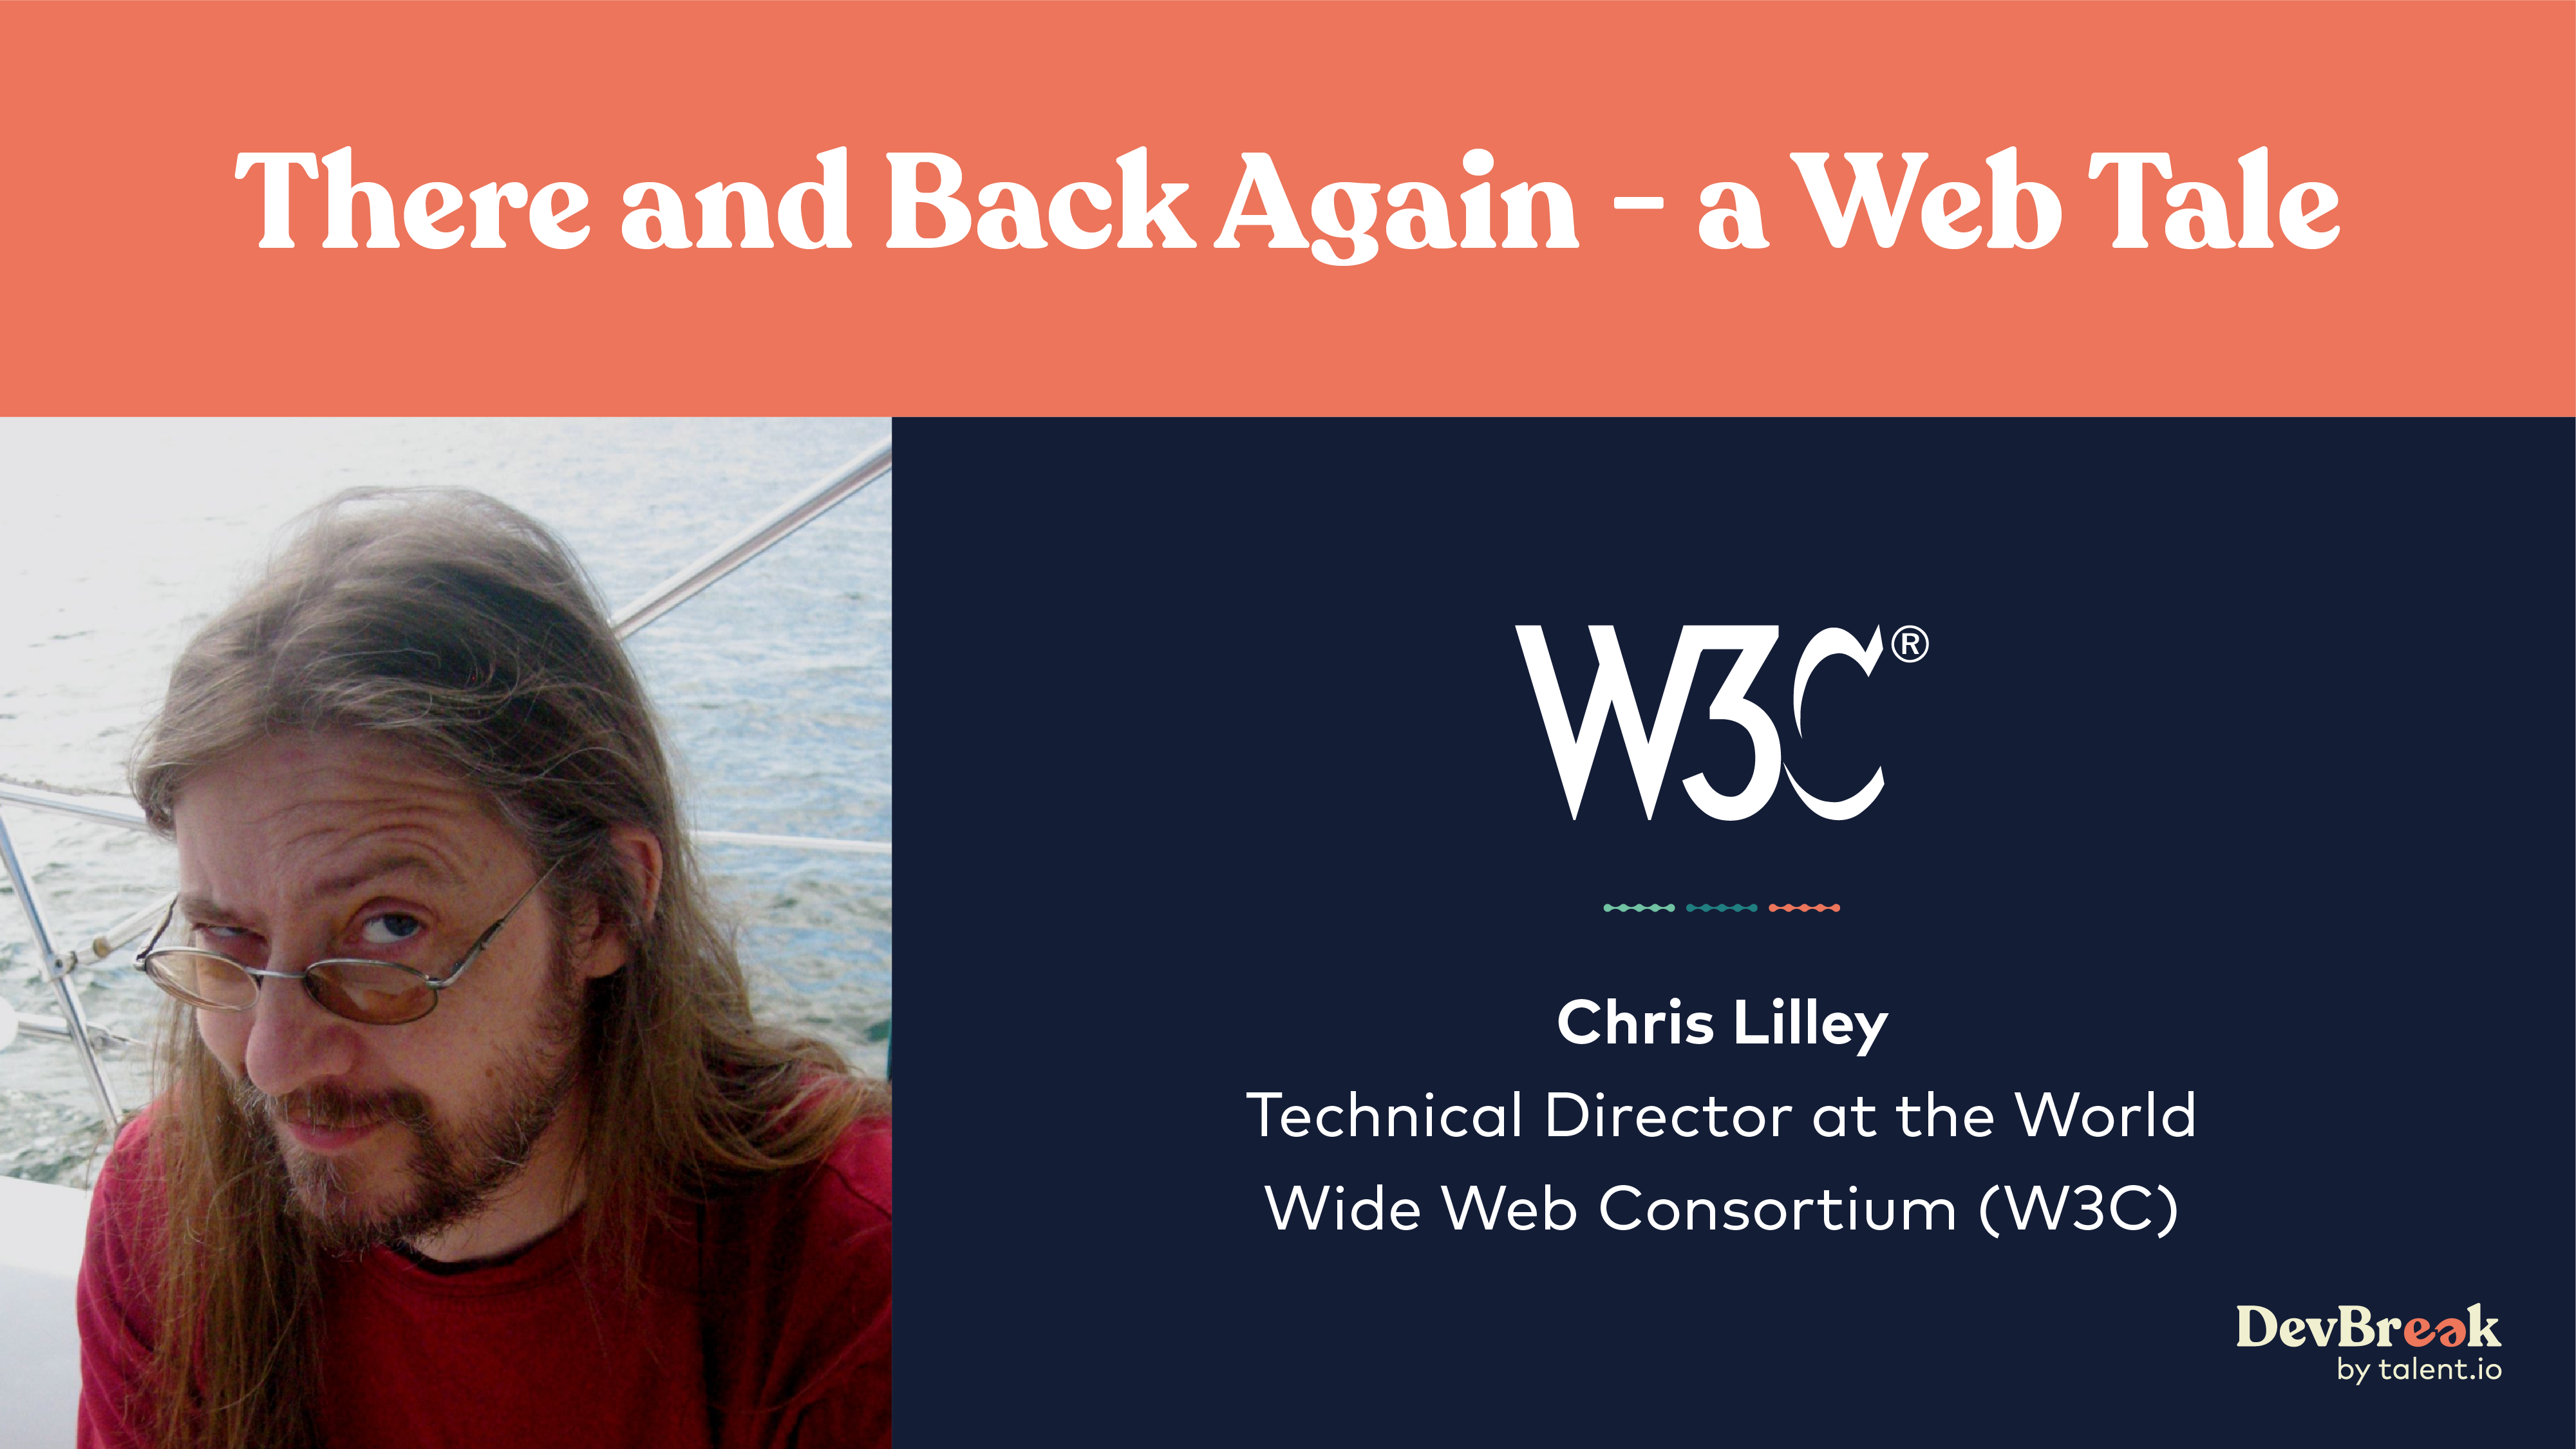 There and Back Again – a Web Tale
W3C®
Chris Lilley
Technical Director at the World
Wide Web Consortium (W3C)
DevBreak
by talent.io